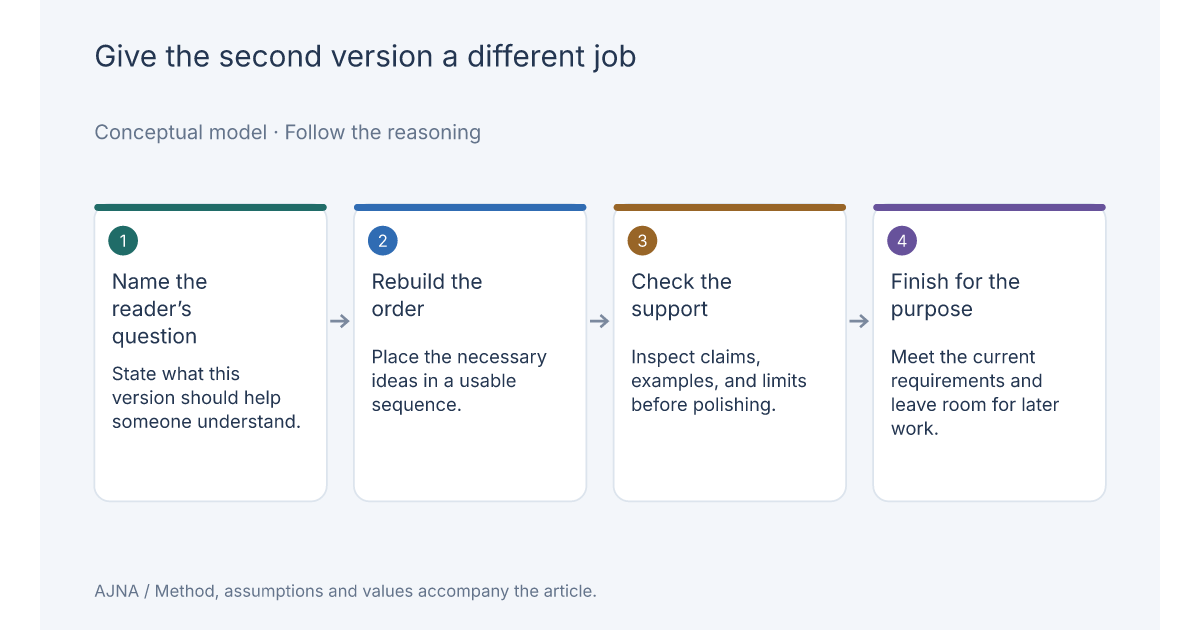 Give the second version a different job
Conceptual model · Follow the reasoning
1
Name the
reader’s
question
State what this
version should help
someone understand.
2
Rebuild the
order
Place the necessary
ideas in a usable
sequence.
3
Check the
support
Inspect claims,
examples, and limits
before polishing.
4
Finish for the
purpose
Meet the current
requirements and
leave room for later
work.
AJNA / Method, assumptions and values accompany the article.